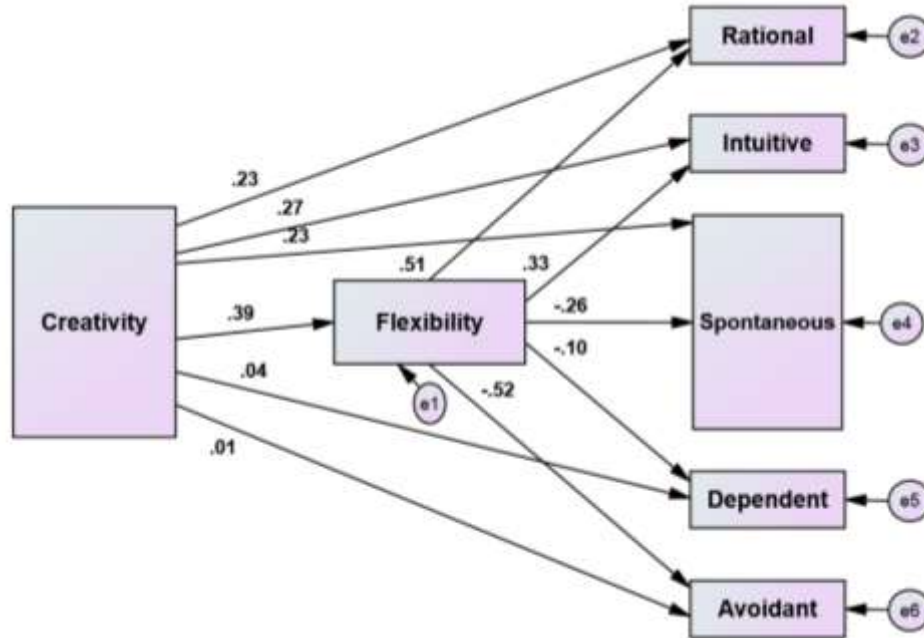 Rational
e2
Intuitive
e3
.23
.27
.23
.51
.33
Creativity
.39
Flexibility
-.26
Spontaneous
e4
-.10
.04
-.52
e1
.01
Dependent
e5
Avoidant
e6